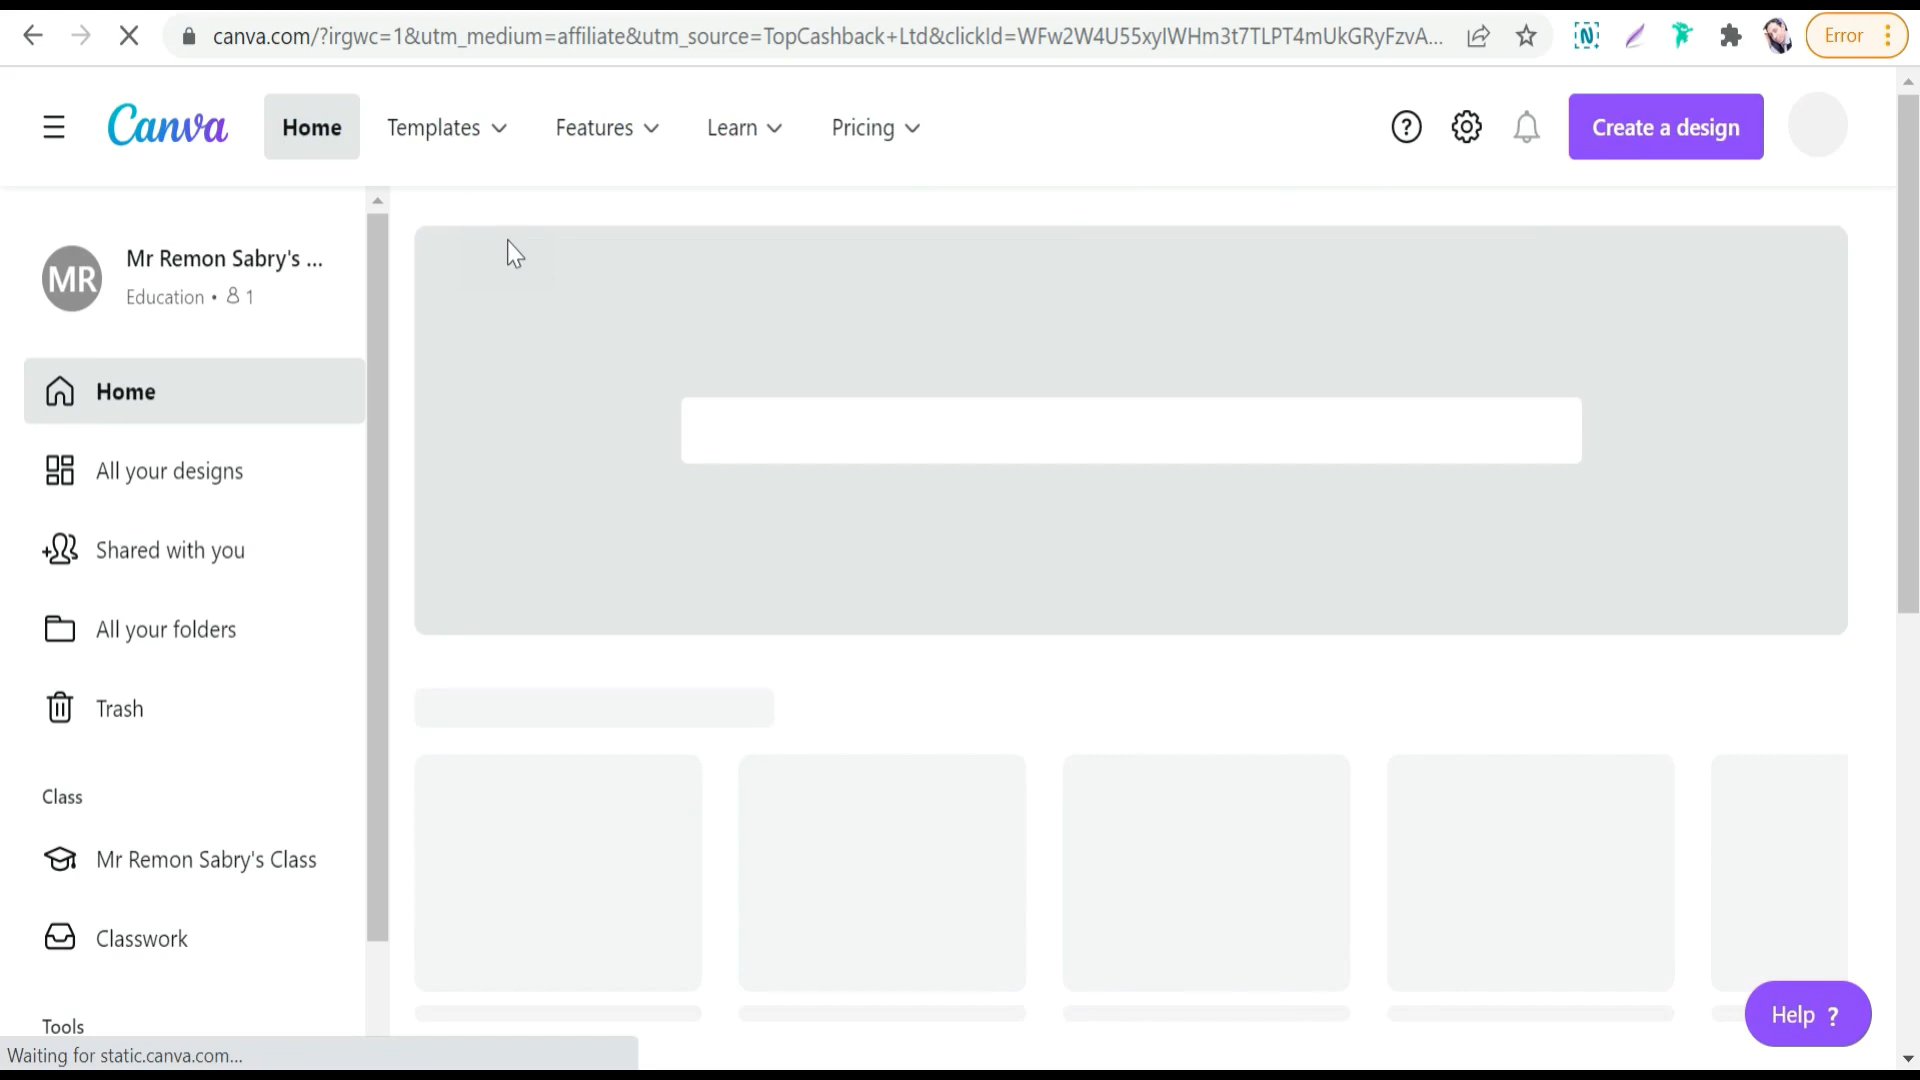 canva.com/?irgwc=1&utm_medium=affiliate&utm_source=TopCashback+Ltd&clickId=WFw2W4U55xyIWHm3t7TLPT4mUkGRyFzvA...
Error
Canva
Home
Templates
Features
Learn
Pricing
?
Create a design
MR
Mr Remon Sabry's ...
Education • 1
Home
All your designs
Shared with you
All your folders
Trash
Class
Mr Remon Sabry's Class
Classwork
Tools
Help ?
Waiting for static.canva.com...